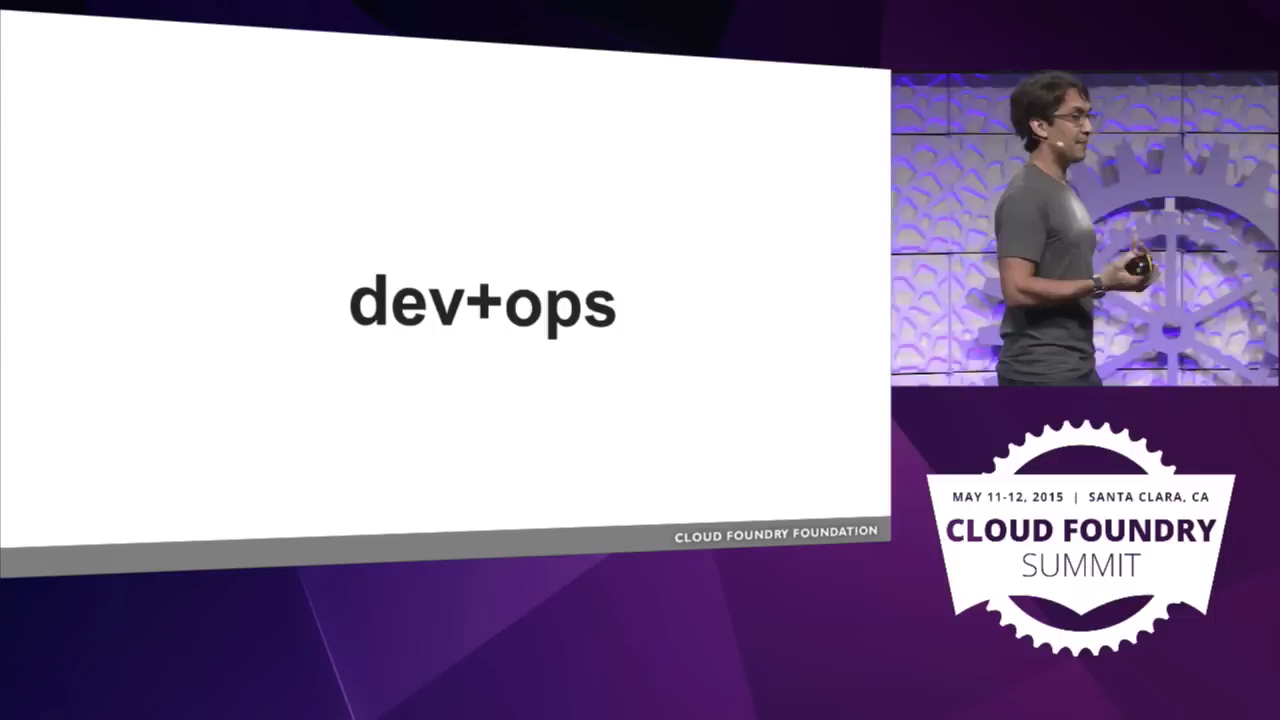 dev+ops
CLOUD FOUNDRY FOUNDATION
MAY 11-12, 2015 | SANTA CLARA, CA
CLOUD FOUNDRY
SUMMIT